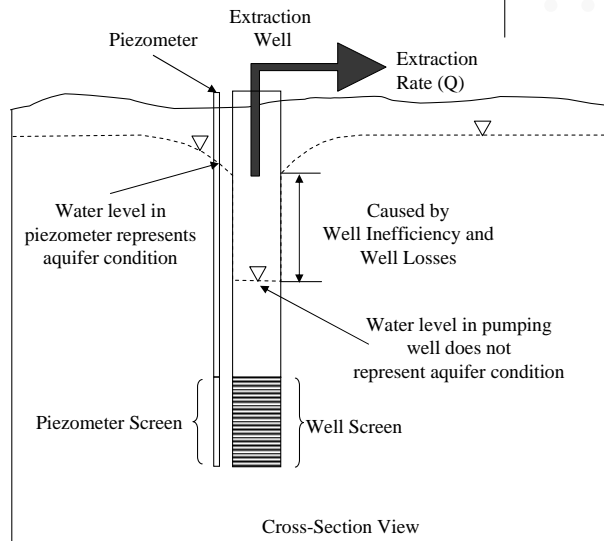 Extraction
Well
Piezometer
Extraction
Rate (Q)
Water level in
piezometer represents
aquifer condition
Caused by
Well Inefficiency and
Well Losses
Water level in pumping
well does not
represent aquifer condition
Piezometer Screen
Well Screen
Cross-Section View